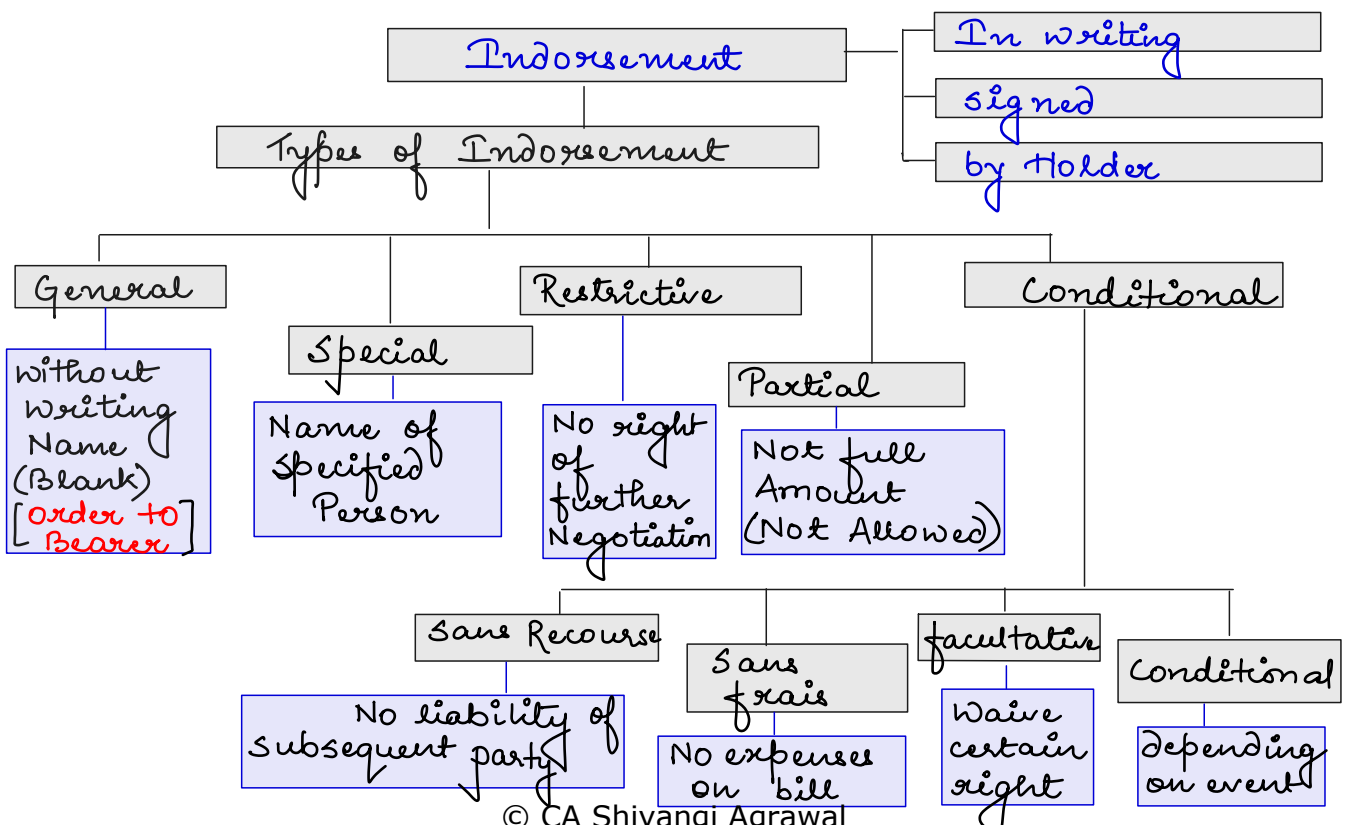 Indorsement
In writing
signed
by Holder
Types of Indorsement
General
without
writing
Name
(Blank)
[order to
Bearer]
Special
Name of
specified
Person
Restrictive
No right
of
further
Negotiation
Partial
Not full
Amount
(Not Allowed)
Conditional
Sans Recourse
No liability of
subsequent party
Sans
frais
No expenses
on bill
facultative
Waive
certain
right
Conditional
depending
on event
© CA Shivangi Agrawal